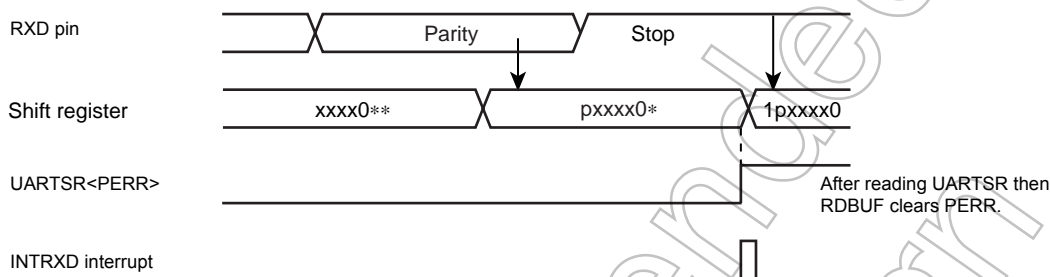 RXD pin
Parity
Stop
Shift register
xxxx0**
pxxxx0*
1pxxxx0
UARTSR<PERR>
After reading UARTSR then
RDBUF clears PERR.
INTRXD interrupt